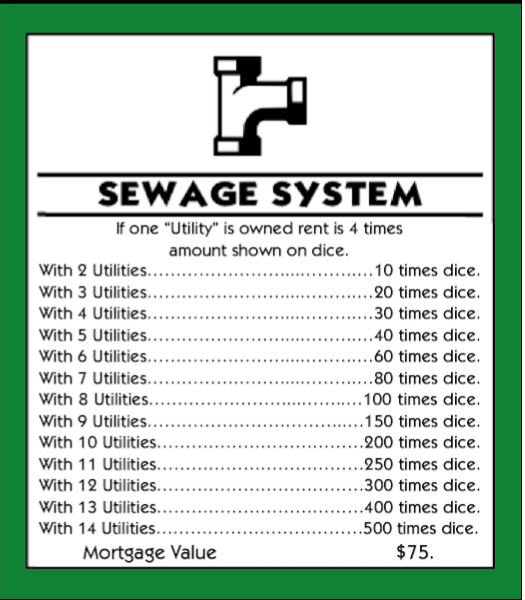 SEWAGE SYSTEM
If one "Utility" is owned rent is 4 times
amount shown on dice.
With 2 Utilities..............................10 times dice.
With 3 Utilities..............................20 times dice.
With 4 Utilities..............................30 times dice.
With 5 Utilities..............................40 times dice.
With 6 Utilities..............................60 times dice.
With 7 Utilities..............................80 times dice.
With 8 Utilities............................100 times dice.
With 9 Utilities............................150 times dice.
With 10 Utilities...........................200 times dice.
With 11 Utilities...........................250 times dice.
With 12 Utilities...........................300 times dice.
With 13 Utilities...........................400 times dice.
With 14 Utilities...........................500 times dice.
Mortgage Value $75.